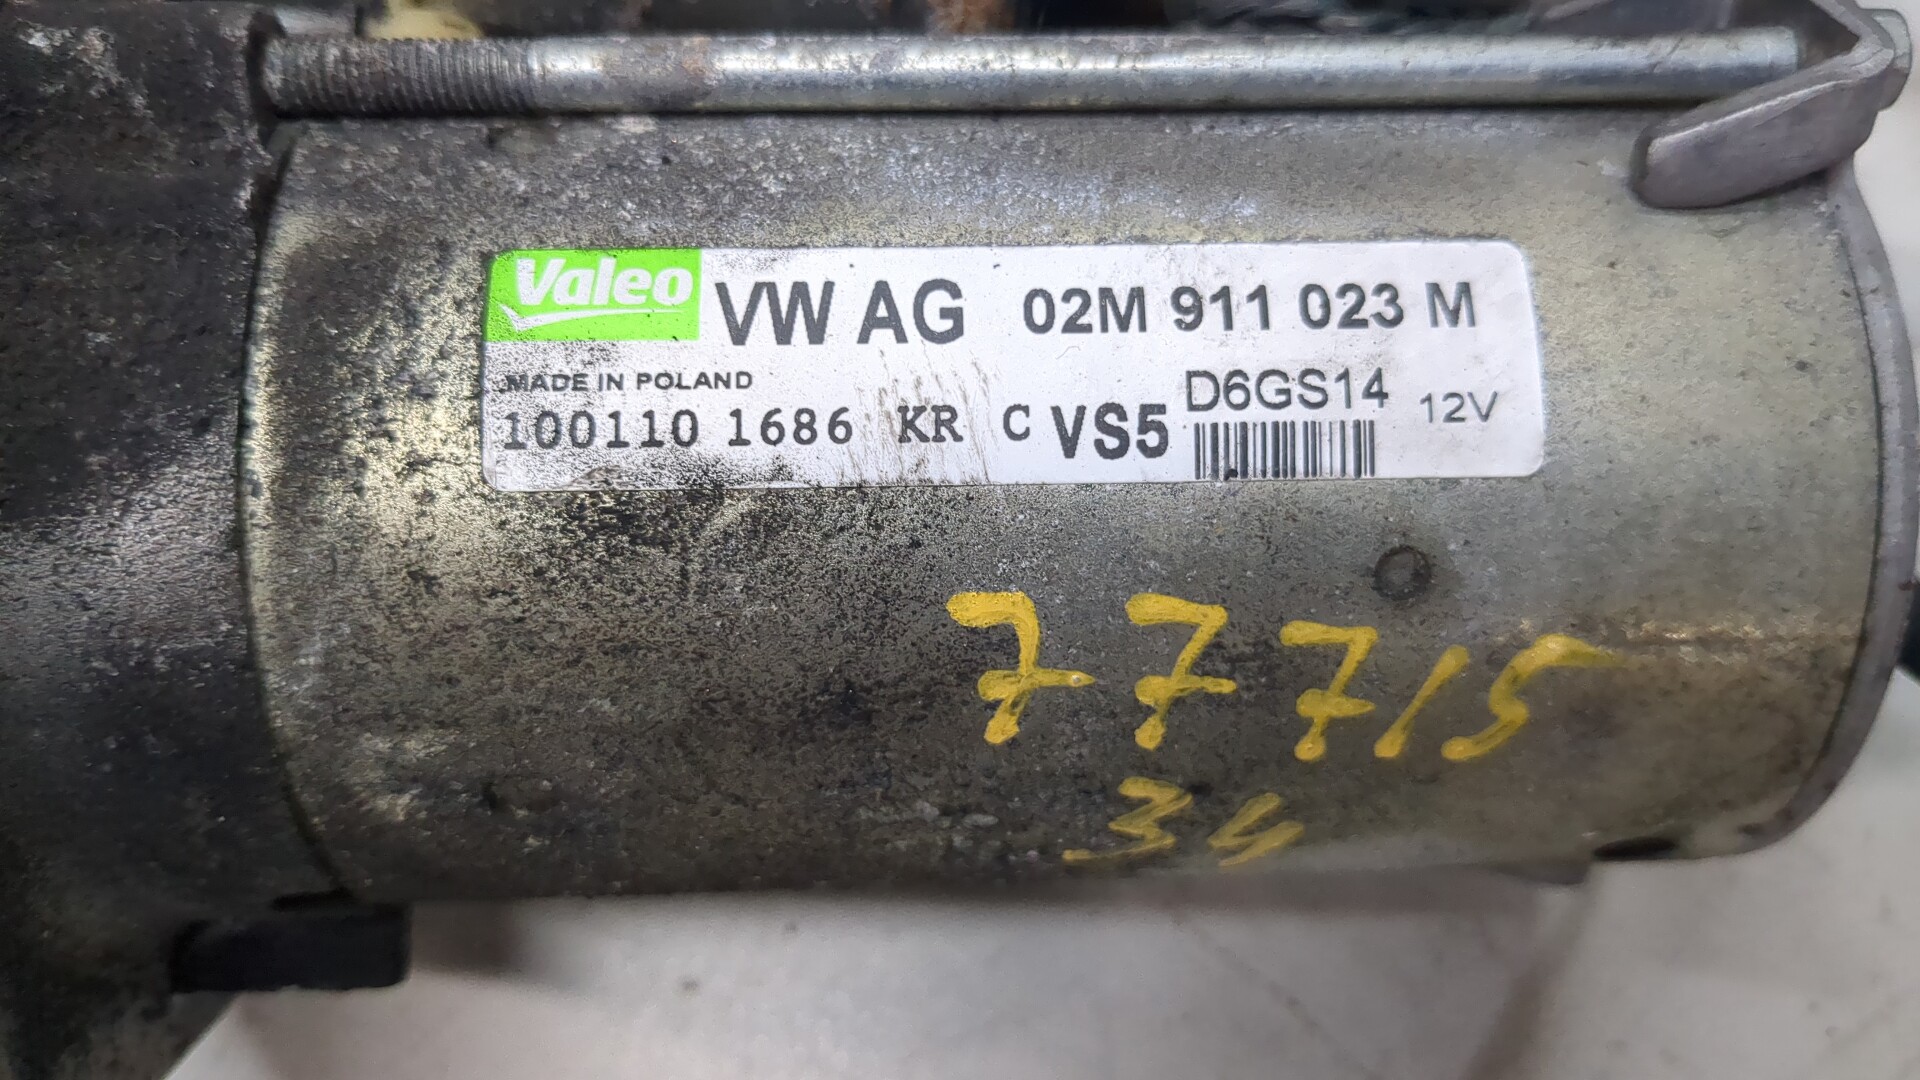 Valeo VW AG 02M 911 023 M
MADE IN POLAND
100110 1686 KR C VS5 D6GS14 12V
77715
34